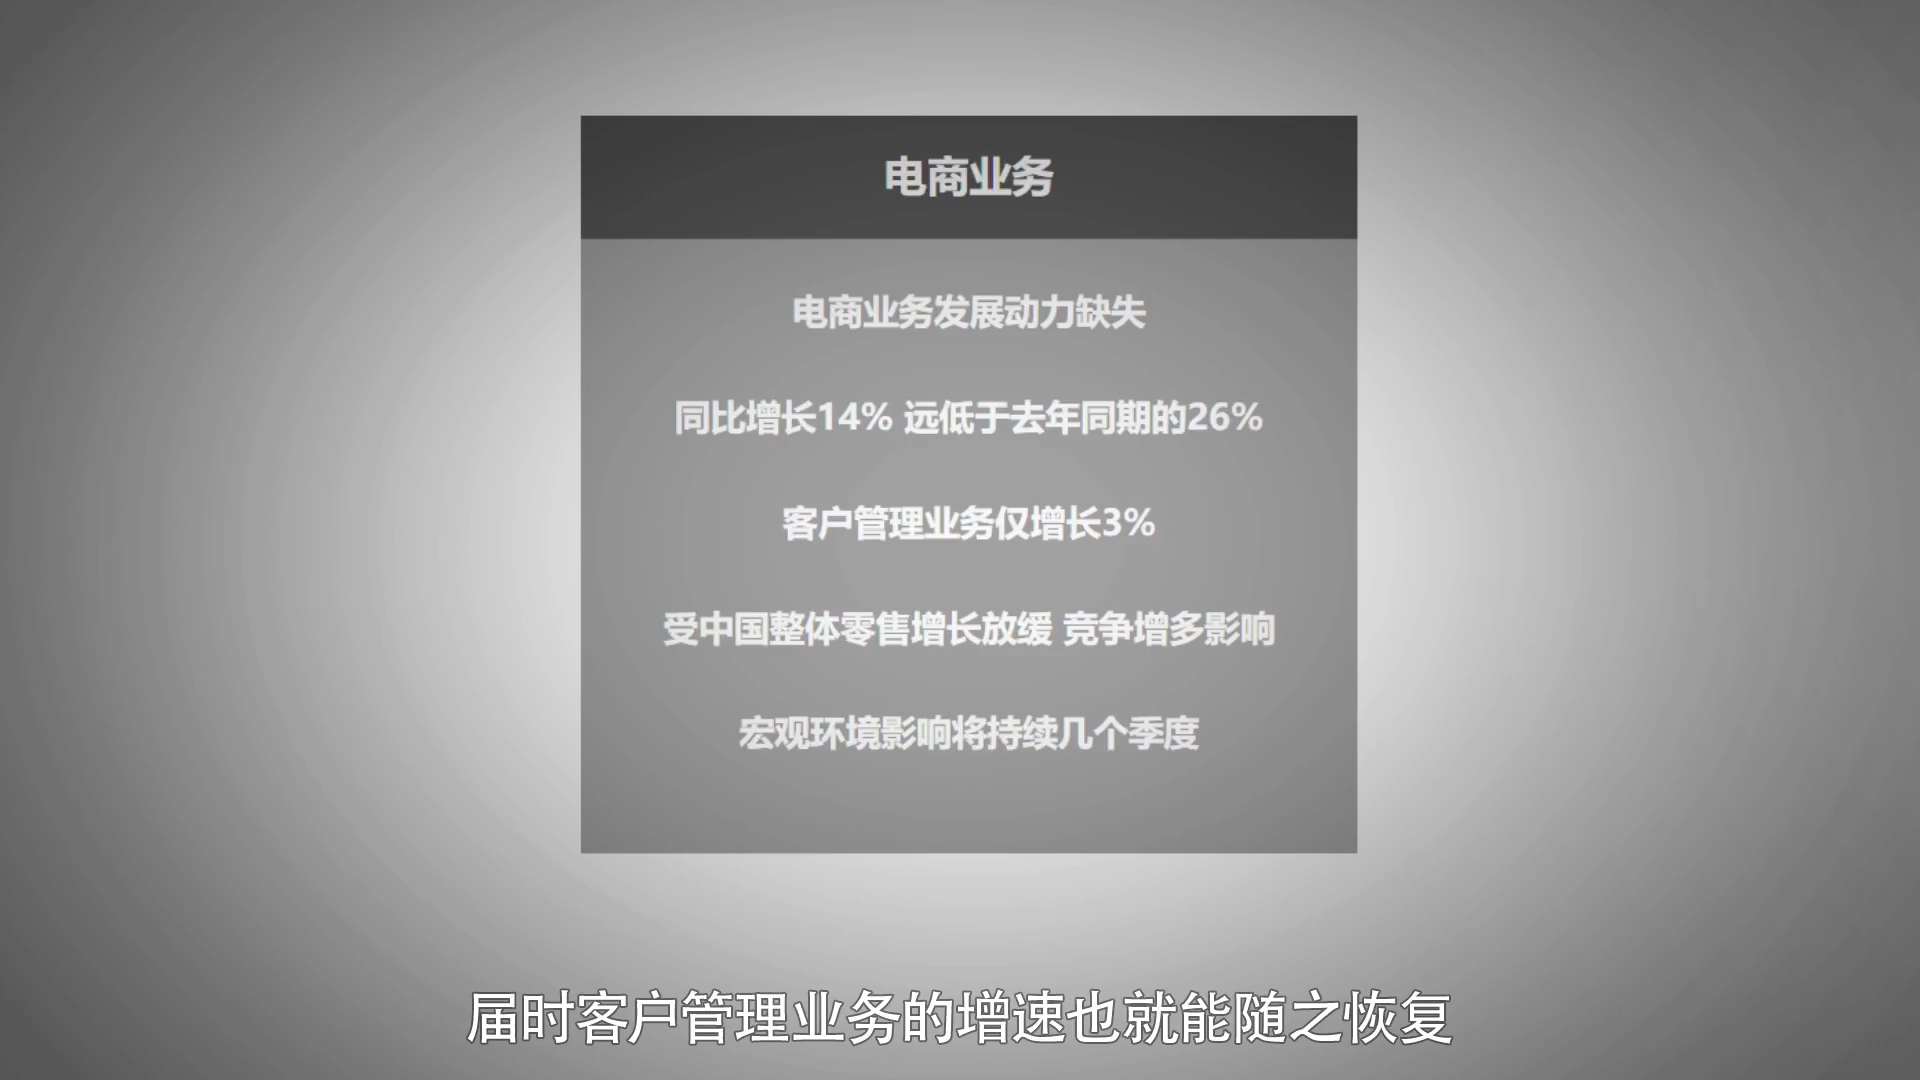 电商业务
电商业务发展动力缺失
同比增长14% 远低于去年同期的26%
客户管理业务仅增长3%
受中国整体零售增长放缓 竞争增多影响
宏观环境影响将持续几个季度
届时客户管理业务的增速也就能随之恢复